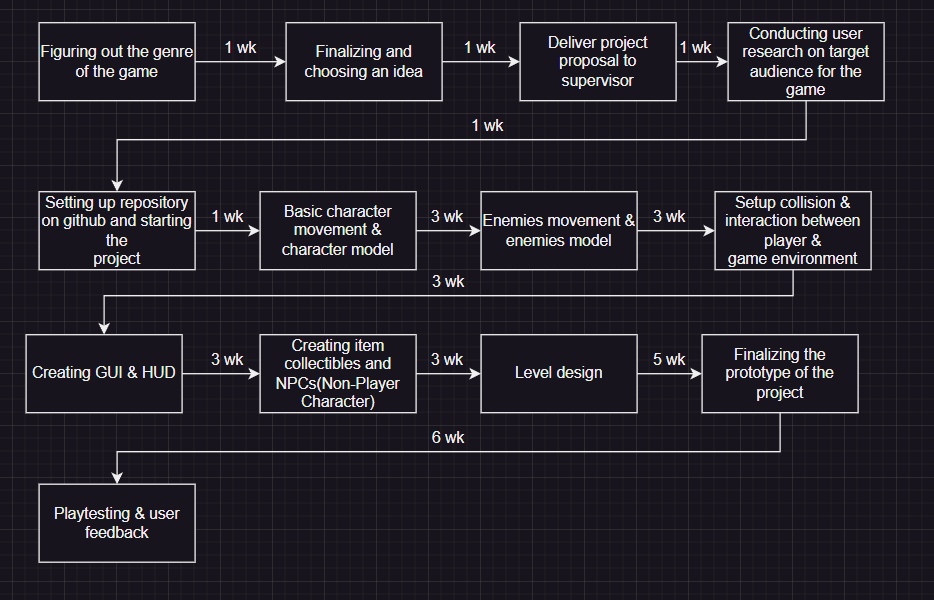 Figuring out the genre
of the game
1 wk
Finalizing and
choosing an idea
1 wk
Deliver project
proposal to
supervisor
1 wk
Conducting user
research on target
audience for the
game
1 wk
Setting up repository
on github and starting
the
project
1 wk
Basic character
movement &
character model
3 wk
Enemies movement &
enemies model
3 wk
Setup collision &
interaction between
player &
game environment
3 wk
Creating GUI & HUD
3 wk
Creating item
collectibles and
NPCs(Non-Player
Character)
3 wk
Level design
5 wk
Finalizing the
prototype of the
project
6 wk
Playtesting & user
feedback